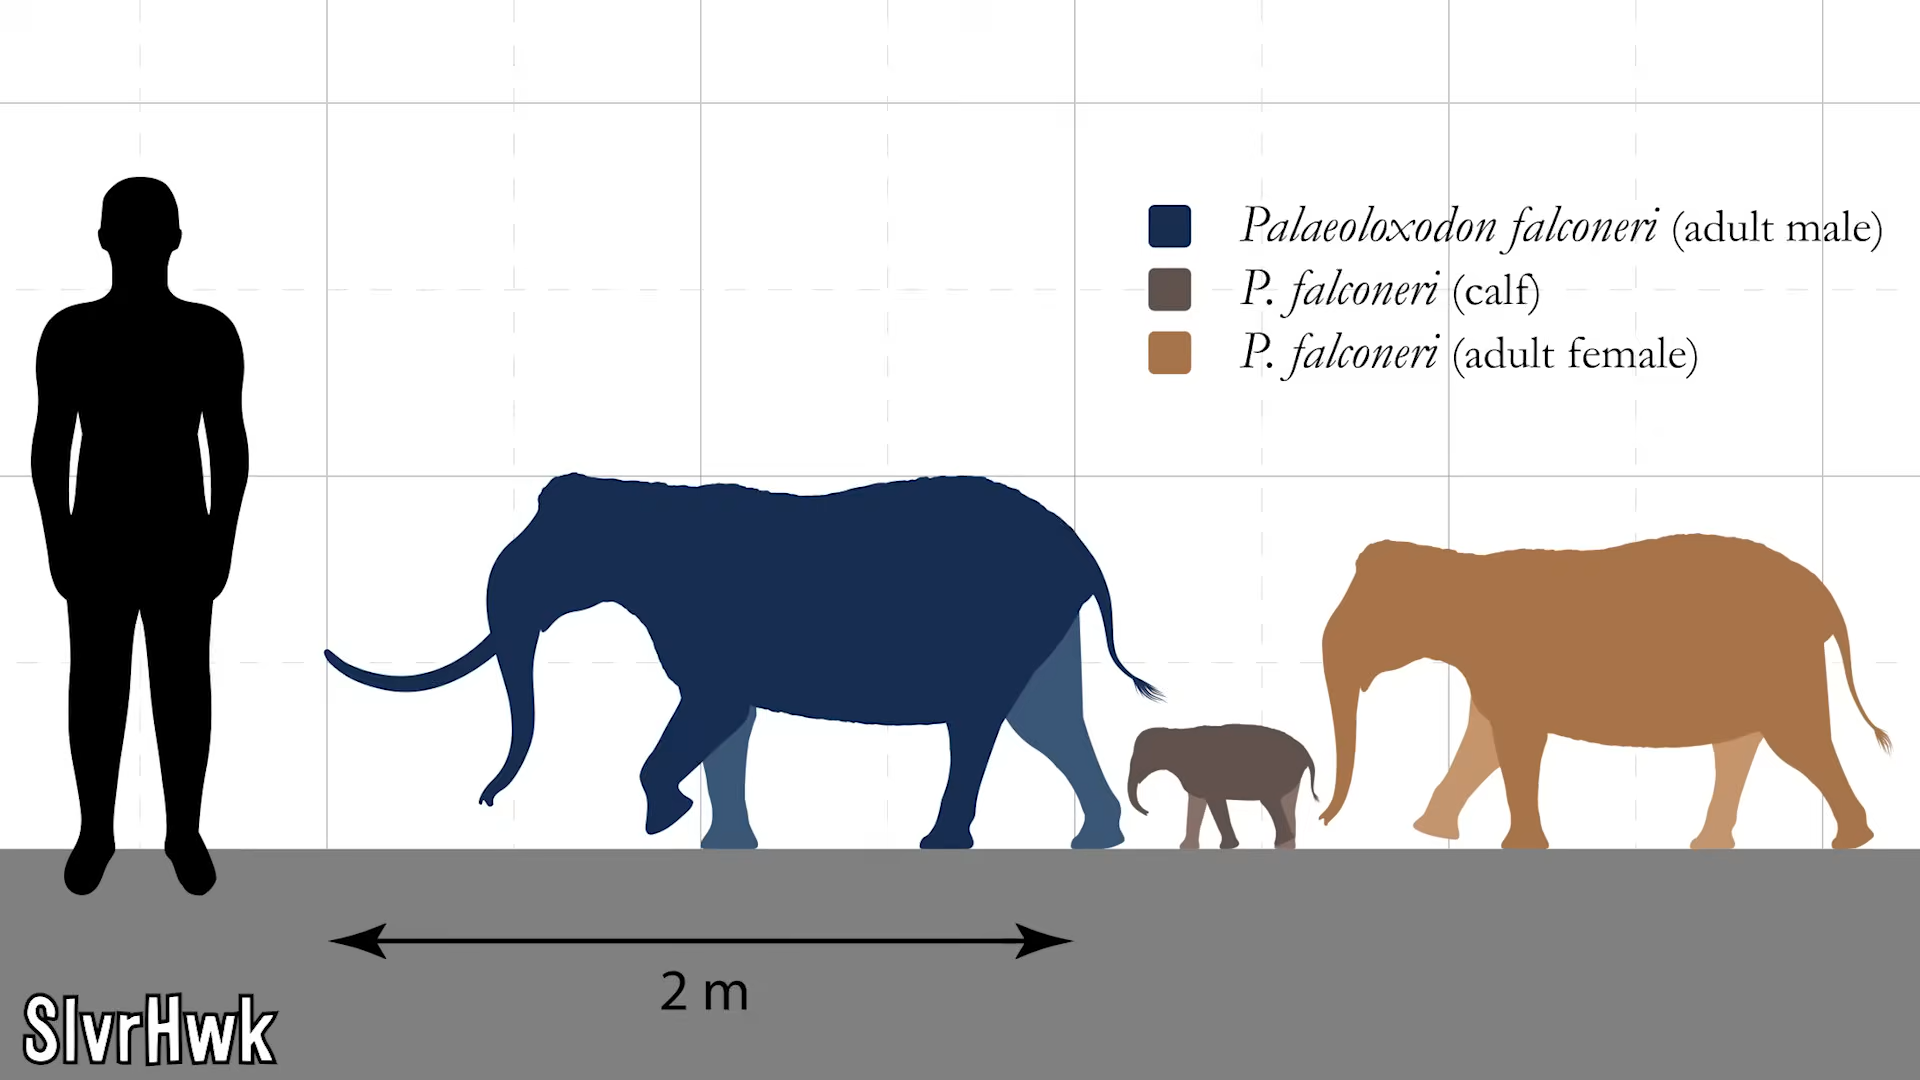 Palaeoloxodon falconeri (adult male)
P. falconeri (calf)
P. falconeri (adult female)
2 m
SlvrHwk